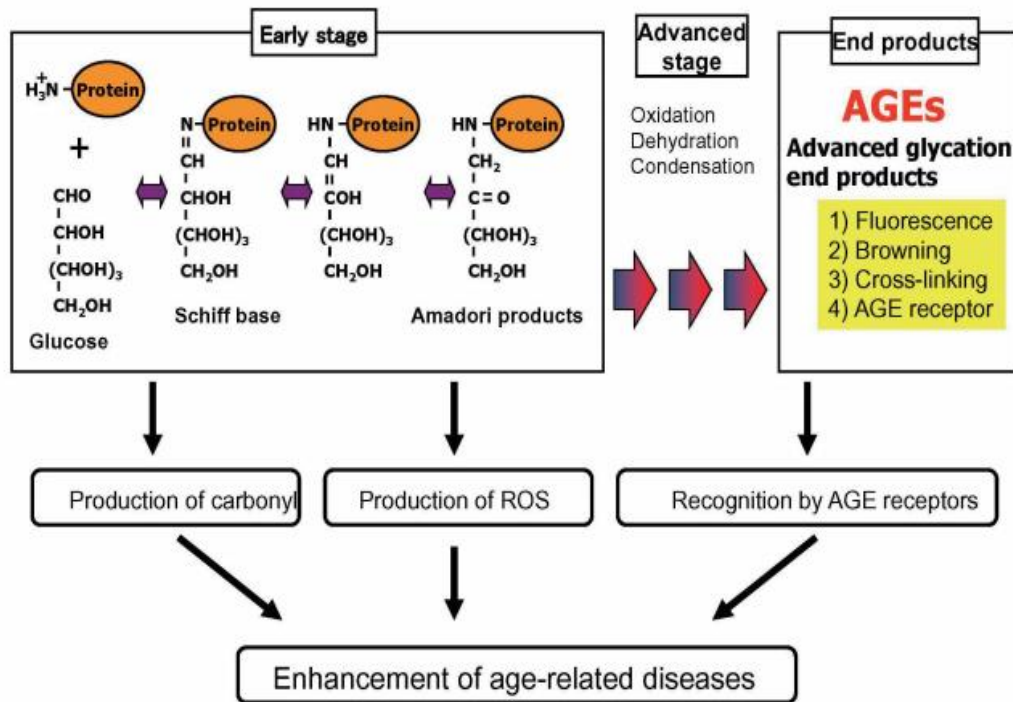 Early stage
H₃N⁺-Protein
+
CHO
CHOH
(CHOH)₃
CH₂OH
Glucose
N-Protein
CH
CHOH
(CHOH)₃
CH₂OH
Schiff base
HN-Protein
CH
COH
(CHOH)₃
CH₂OH
HN-Protein
CH₂
C=O
(CHOH)₃
CH₂OH
Amadori products
Advanced
stage
Oxidation
Dehydration
Condensation
End products
AGEs
Advanced glycation
end products
1) Fluorescence
2) Browning
3) Cross-linking
4) AGE receptor
Production of carbonyl
Production of ROS
Recognition by AGE receptors
Enhancement of age-related diseases